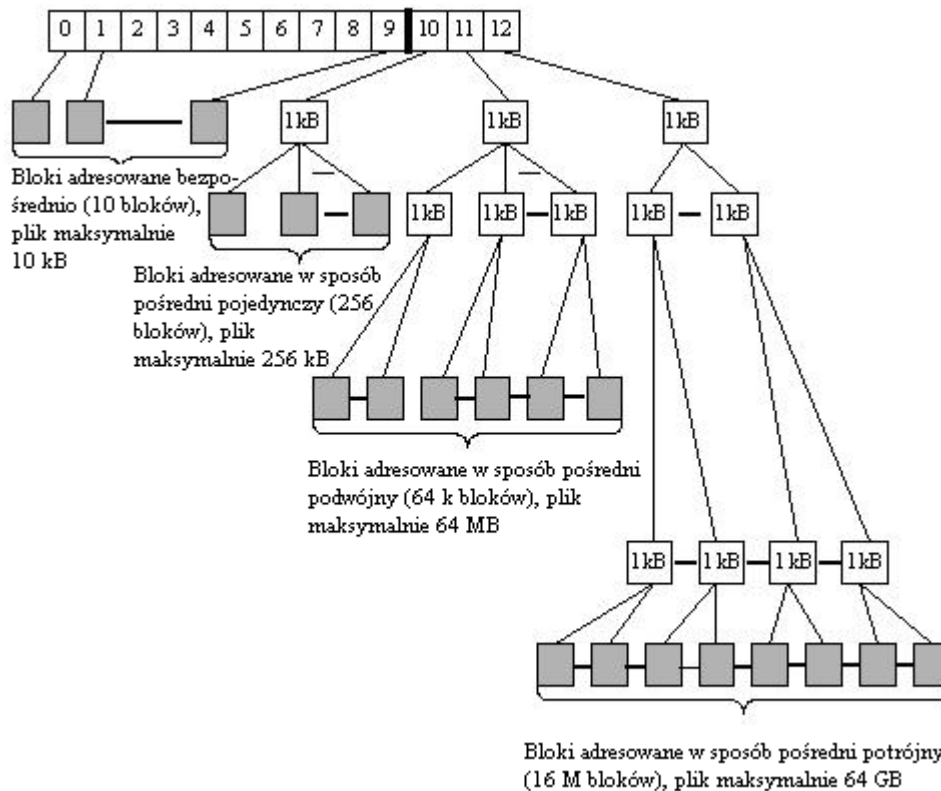 0 1 2 3 4 5 6 7 8 9 10 11 12
1kB 1kB 1kB
Bloki adresowane bezpo-
średnio (10 bloków),
plik maksymalnie
10 kB
1kB 1kB 1kB 1kB 1kB
Bloki adresowane w sposób
pośredni pojedynczy (256
bloków), plik
maksymalnie 256 kB
Bloki adresowane w sposób pośredni
podwójny (64 k bloków), plik
maksymalnie 64 MB
1kB 1kB 1kB 1kB
Bloki adresowane w sposób pośredni potrójny
(16 M bloków), plik maksymalnie 64 GB